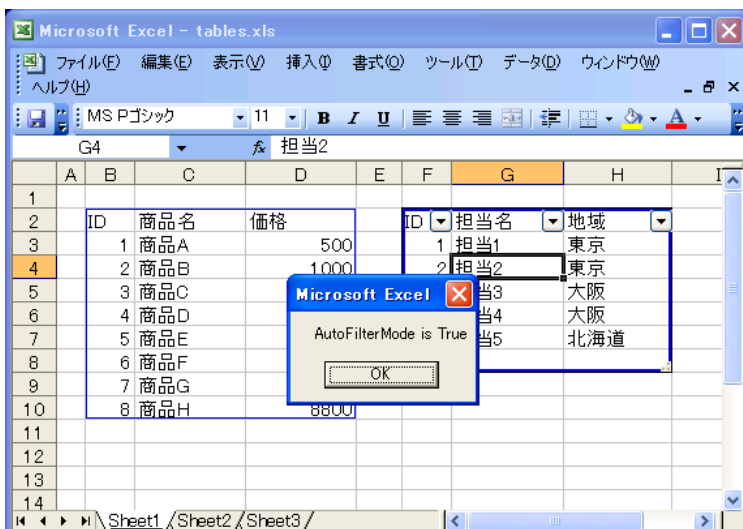 Microsoft Excel - tables.xls
ファイル(F) 編集(E) 表示(V) 挿入(I) 書式(O) ツール(T) データ(D) ウィンドウ(W)
ヘルプ(H)
MS Pゴシック 11 B I U
G4 fx 担当2
A B C D E F G H I
1
2 ID 商品名 価格 ID 担当名 地域
3 1 商品A 500 1 担当1 東京
4 2 商品B 1000 2 担当2 東京
5 3 商品C 当3 大阪
6 4 商品D 当4 大阪
7 5 商品E 当5 北海道
8 6 商品F
9 7 商品G
10 8 商品H 8800
11
12
13
14
Microsoft Excel
AutoFilterMode is True
OK
Sheet1 Sheet2 Sheet3